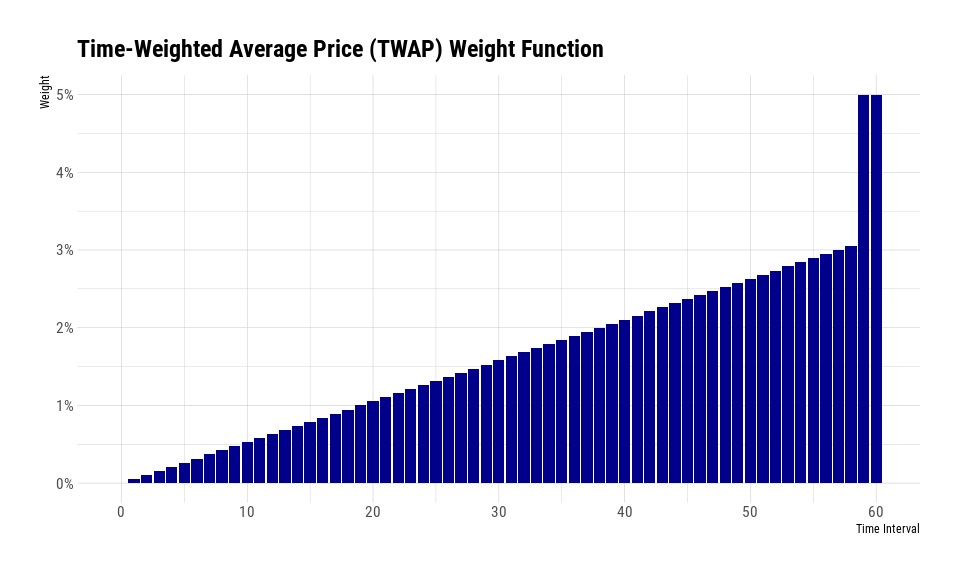 Time-Weighted Average Price (TWAP) Weight Function
Weight
5%
4%
3%
2%
1%
0%
0 10 20 30 40 50 60
Time Interval